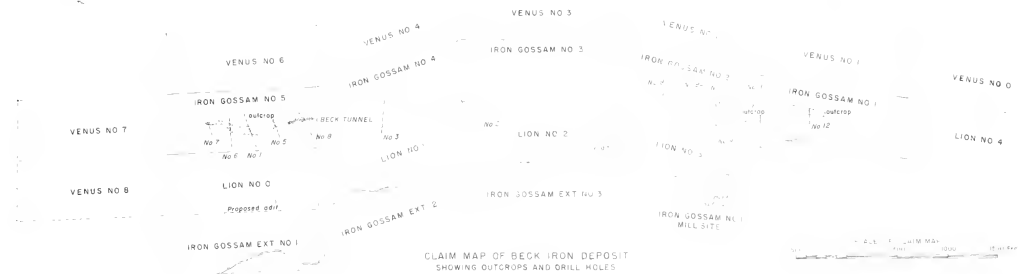 VENUS NO 3
VENUS NO 4
VENUS NO 6
IRON GOSSAM NO 3
IRON GOSSAM NO 4
VENUS NO 0
IRON GOSSAM NO 5
IRON GOSSAM NO 1
outcrop
outcrop
outcrop
BECK TUNNEL
VENUS NO 7
No 7
No 6
No 1
No 5
No 8
No 3
LION NO 2
No 12
LION NO 4
LION NO 3
VENUS NO 8
LION NO 0
IRON GOSSAM EXT NO 3
Proposed adit
IRON GOSSAM EXT 2
IRON GOSSAM NO 1
MILL SITE
IRON GOSSAM EXT NO 1
CLAIM MAP OF BECK IRON DEPOSIT
SHOWING OUTCROPS AND DRILL HOLES